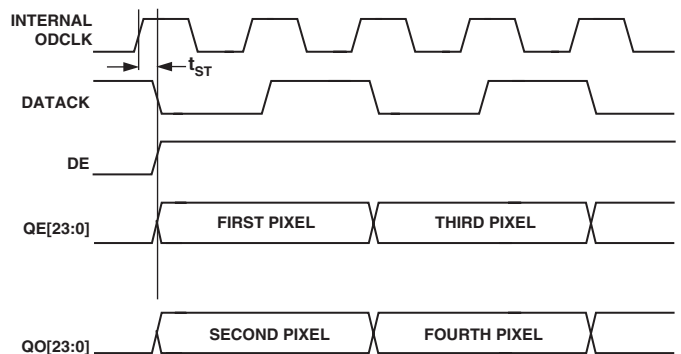 INTERNAL
ODCLK
tST
DATACK
DE
QE[23:0]
FIRST PIXEL
THIRD PIXEL
QO[23:0]
SECOND PIXEL
FOURTH PIXEL